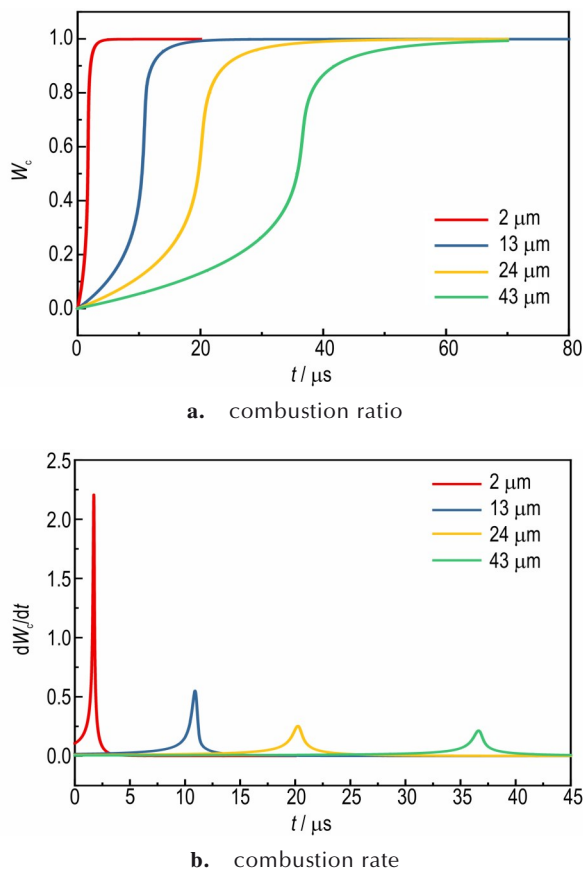 1.0
0.8
0.6
0.4
0.2
0.0
W_c
2 μm
13 μm
24 μm
43 μm
0 20 40 60 80
t / μs
a. combustion ratio
2.5
2.0
1.5
1.0
0.5
0.0
dW_c/dt
2 μm
13 μm
24 μm
43 μm
0 5 10 15 20 25 30 35 40 45
t / μs
b. combustion rate